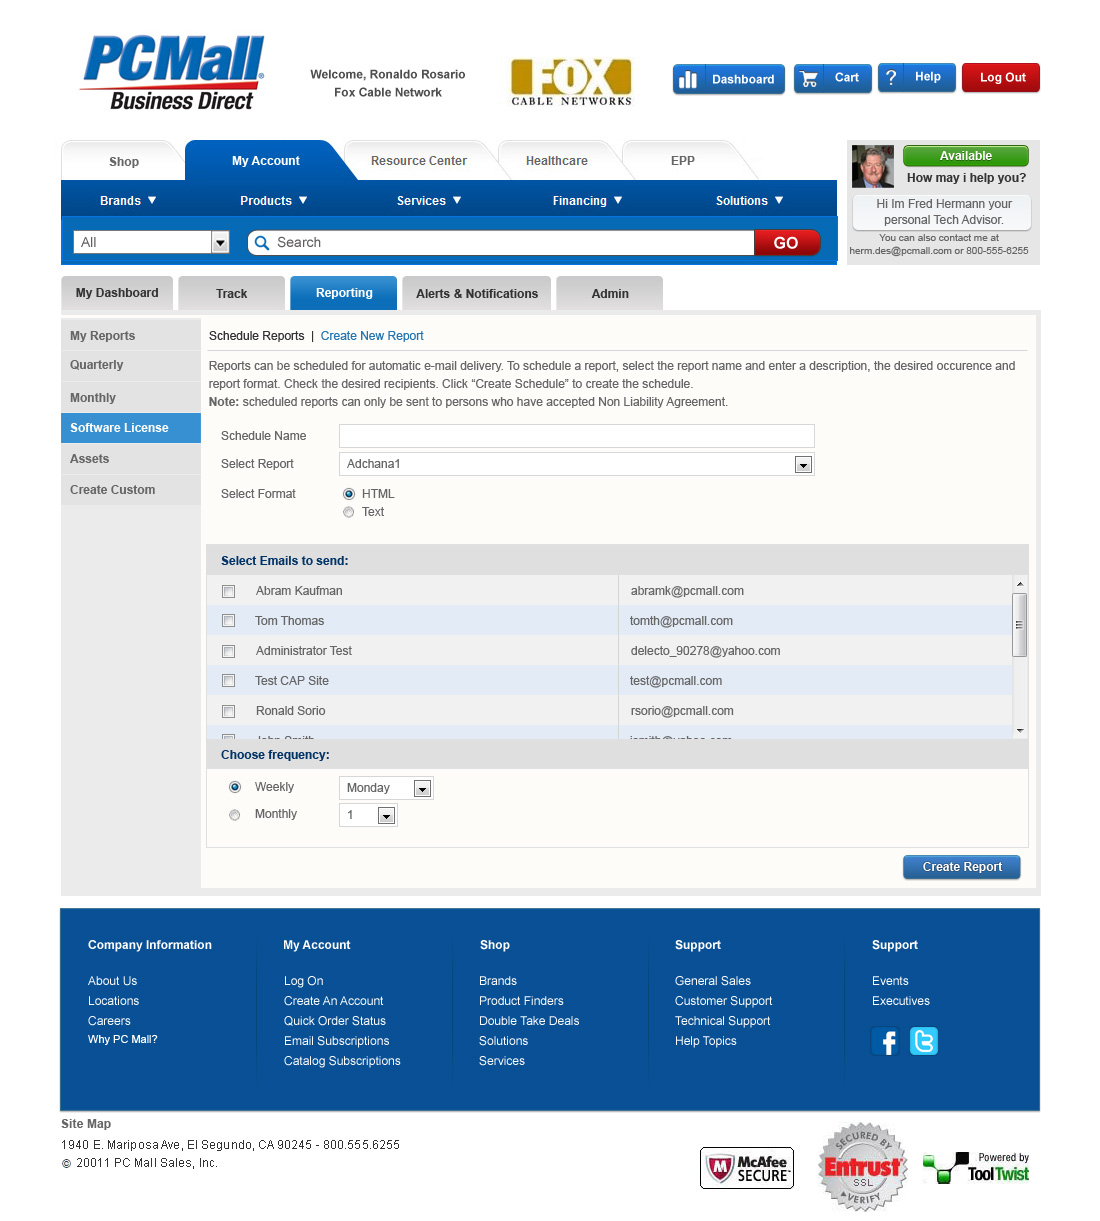 PCMall
Business Direct
Welcome, Ronaldo Rosario
Fox Cable Network
FOX
CABLE NETWORKS
Dashboard
Cart
? Help
Log Out
Shop
My Account
Resource Center
Healthcare
EPP
Available
How may i help you?
Hi Im Fred Hermann your
personal Tech Advisor.
You can also contact me at
herm.des@pcmall.com or 800-555-6255
Brands ▼
Products ▼
Services ▼
Financing ▼
Solutions ▼
All
Search
GO
My Dashboard
Track
Reporting
Alerts & Notifications
Admin
My Reports
Quarterly
Monthly
Software License
Assets
Create Custom
Schedule Reports | Create New Report
Reports can be scheduled for automatic e-mail delivery. To schedule a report, select the report name and enter a description, the desired occurence and
report format. Check the desired recipients. Click “Create Schedule” to create the schedule.
Note: scheduled reports can only be sent to persons who have accepted Non Liability Agreement.
Schedule Name
Select Report Adchana1
Select Format HTML
Text
Select Emails to send:
Abram Kaufman abramk@pcmall.com
Tom Thomas tomth@pcmall.com
Administrator Test delecto_90278@yahoo.com
Test CAP Site test@pcmall.com
Ronald Sorio rsorio@pcmall.com
John Smith jsmith@yahoo.com
Choose frequency:
Weekly Monday
Monthly 1
Create Report
Company Information
About Us
Locations
Careers
Why PC Mall?
My Account
Log On
Create An Account
Quick Order Status
Email Subscriptions
Catalog Subscriptions
Shop
Brands
Product Finders
Double Take Deals
Solutions
Services
Support
General Sales
Customer Support
Technical Support
Help Topics
Support
Events
Executives
Site Map
1940 E. Mariposa Ave, El Segundo, CA 90245 - 800.555.6255
© 20011 PC Mall Sales, Inc.
McAfee
SECURE™
SECURED BY
Entrust
SSL
VERIFY
Powered by
ToolTwist